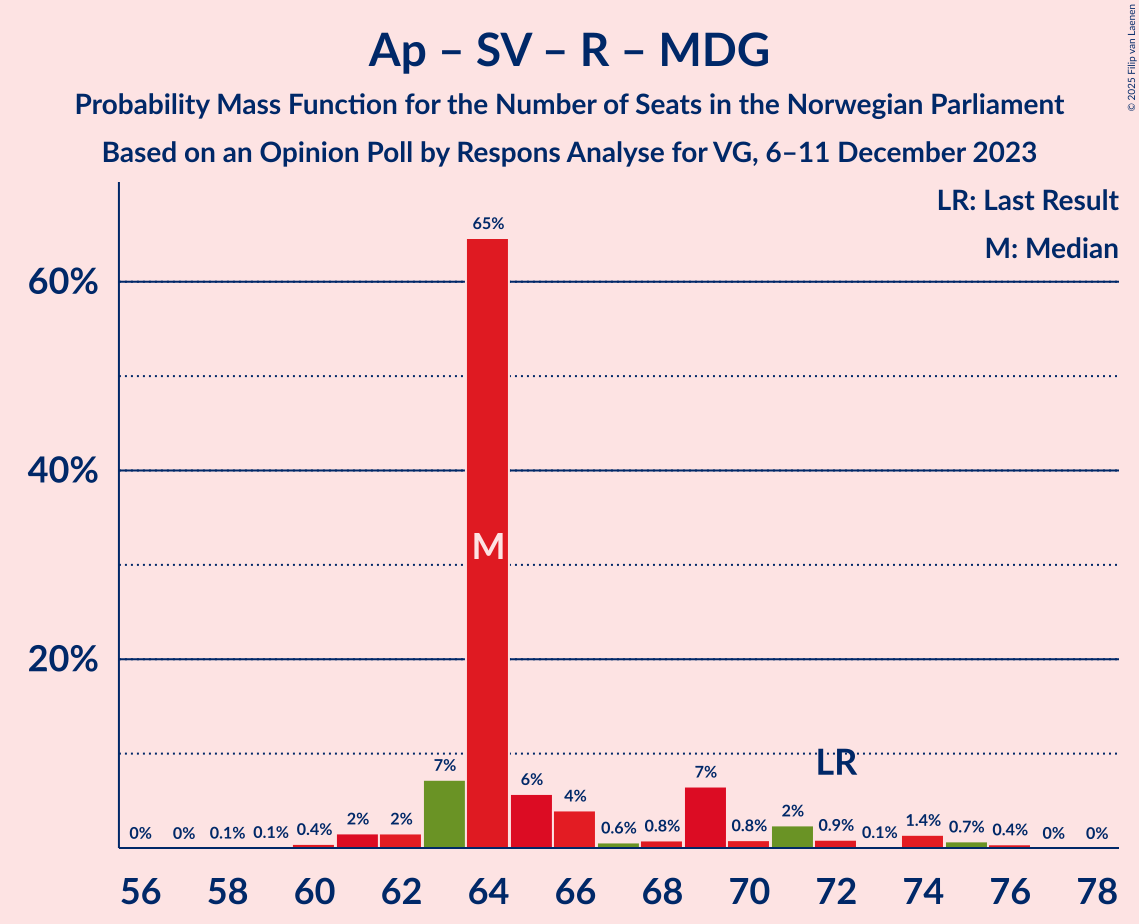 Ap – SV – R – MDG
Probability Mass Function for the Number of Seats in the Norwegian Parliament
Based on an Opinion Poll by Respons Analyse for VG, 6–11 December 2023
© 2025 Filip van Laenen
LR: Last Result
M: Median
60%
40%
20%
0%
0%
0.1%
0.1%
0.4%
2%
2%
7%
65%
6%
4%
0.6%
0.8%
7%
0.8%
2%
0.9%
0.1%
1.4%
0.7%
0.4%
0%
0%
M
LR
56 58 60 62 64 66 68 70 72 74 76 78